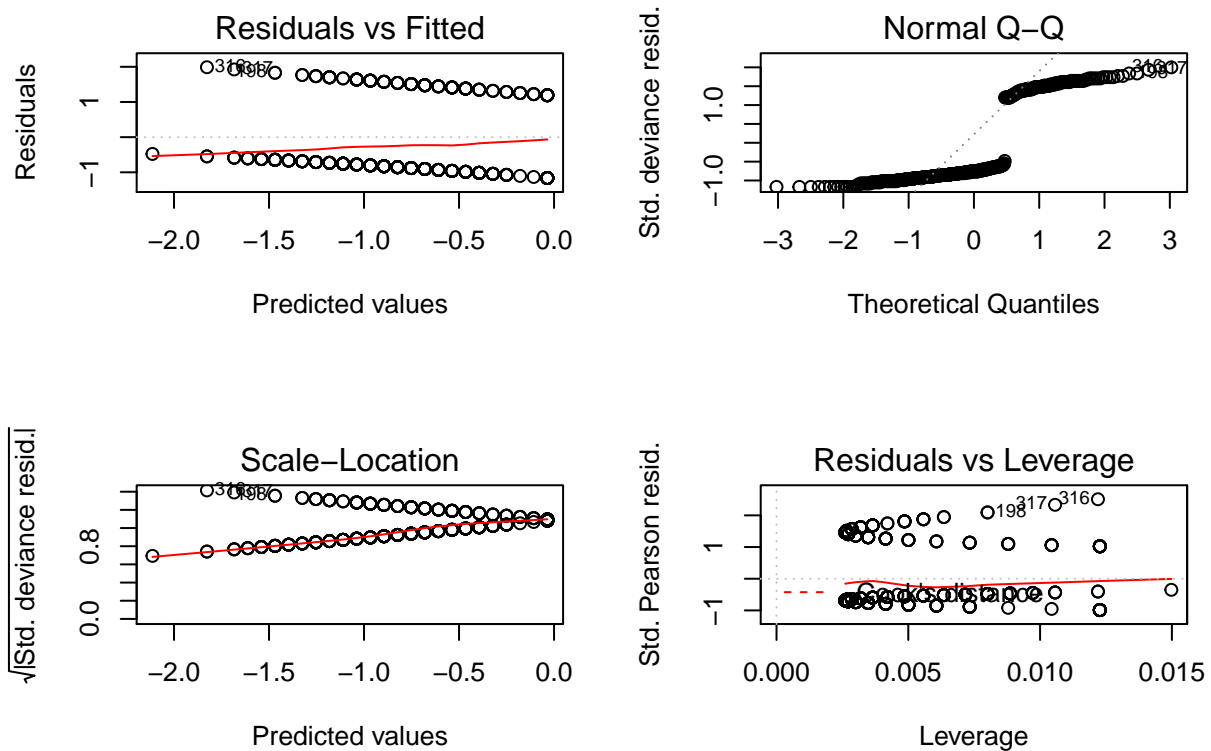 Residuals vs Fitted
Residuals
1
−1
316
317
198
−2.0 −1.5 −1.0 −0.5 0.0
Predicted values
Normal Q−Q
Std. deviance resid.
1.0
−1.0
316
317
198
−3 −2 −1 0 1 2 3
Theoretical Quantiles
Scale−Location
√|Std. deviance resid.|
0.8
0.0
316
317
198
−2.0 −1.5 −1.0 −0.5 0.0
Predicted values
Residuals vs Leverage
Std. Pearson resid.
1
−1
198
317
316
Cook's distance
0.000 0.005 0.010 0.015
Leverage